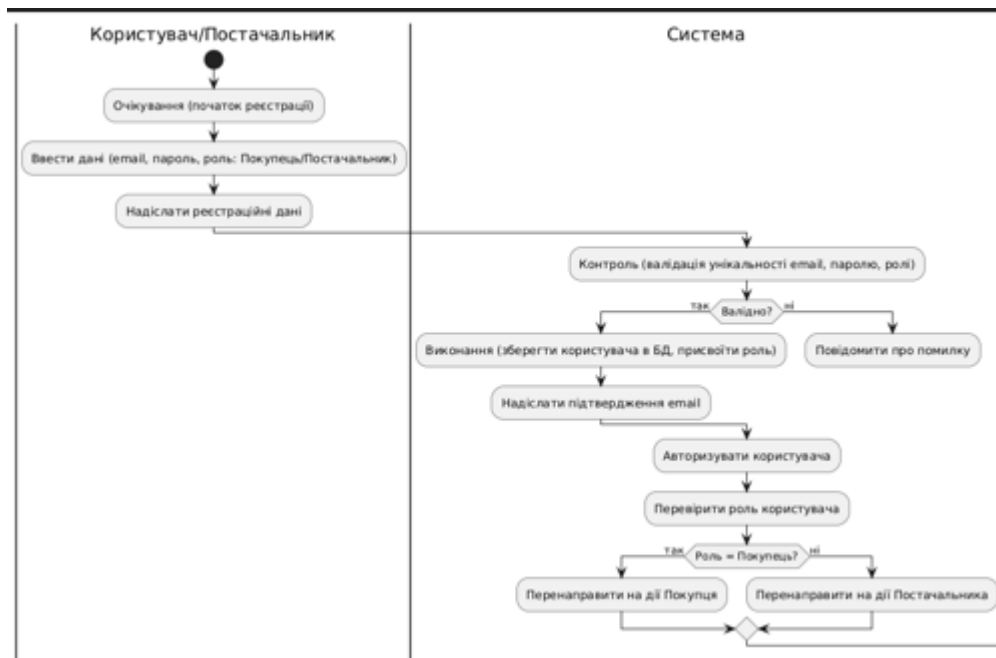 Користувач/Постачальник
Система
Очікування (початок реєстрації)
Ввести дані (email, пароль, роль: Покупець/Постачальник)
Надіслати реєстраційні дані
Контроль (валідація унікальності email, паролю, ролі)
так
Валідно?
ні
Виконання (зберегти користувача в БД, присвоїти роль)
Повідомити про помилку
Надіслати підтвердження email
Авторизувати користувача
Перевірити роль користувача
так
Роль = Покупець?
ні
Перенаправити на дії Покупця
Перенаправити на дії Постачальника